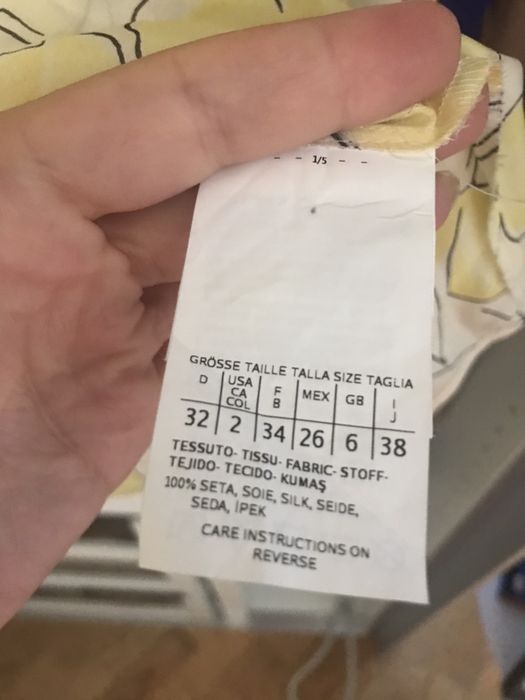 - - 1/5 - -
GRÖSSE TAILLE TALLA SIZE TAGLIA
D USA CA COL F B MEX GB I J
32 2 34 26 6 38
TESSUTO- TISSU- FABRIC- STOFF-
TEJIDO- TECIDO- KUMAŞ
100% SETA, SOIE, SILK, SEIDE,
SEDA, İPEK
CARE INSTRUCTIONS ON
REVERSE